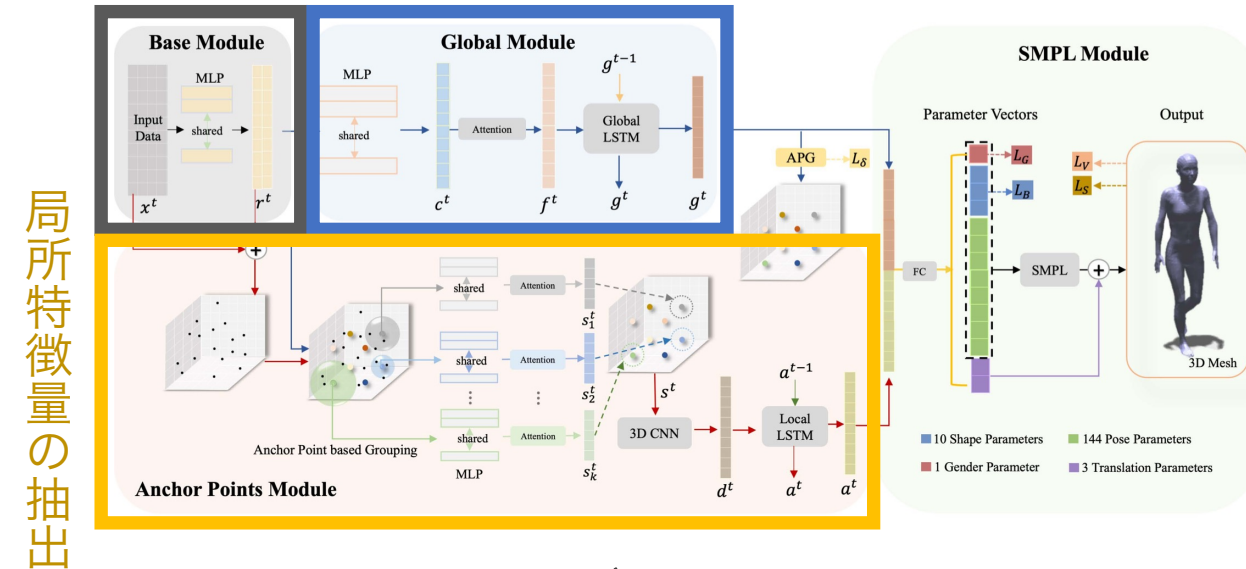 局所特徴量の抽出
Base Module
MLP
Input
Data
shared
x^t
r^t
Global Module
MLP
shared
c^t
Attention
f^t
g^{t-1}
Global
LSTM
g^t
g^t
APG
L_δ
SMPL Module
Parameter Vectors
Output
L_G
L_B
L_V
L_S
FC
SMPL
3D Mesh
10 Shape Parameters
144 Pose Parameters
1 Gender Parameter
3 Translation Parameters
shared
Attention
s_1^t
shared
Attention
s_2^t
shared
Attention
s_k^t
MLP
Anchor Point based Grouping
s^t
3D CNN
d^t
a^{t-1}
Local
LSTM
a^t
a^t
Anchor Points Module